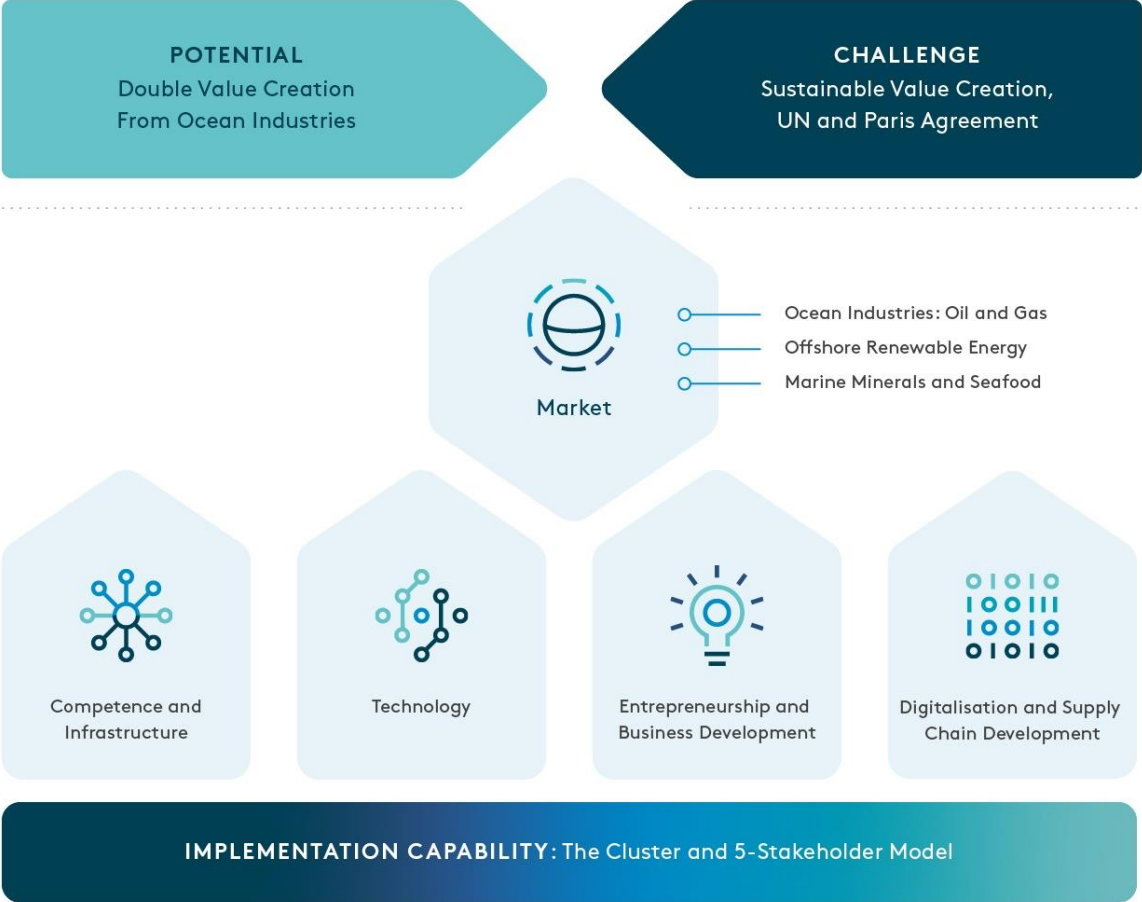 POTENTIAL
Double Value Creation
From Ocean Industries
CHALLENGE
Sustainable Value Creation,
UN and Paris Agreement
Market
Ocean Industries: Oil and Gas
Offshore Renewable Energy
Marine Minerals and Seafood
Competence and
Infrastructure
Technology
Entrepreneurship and
Business Development
Digitalisation and Supply
Chain Development
IMPLEMENTATION CAPABILITY: The Cluster and 5-Stakeholder Model